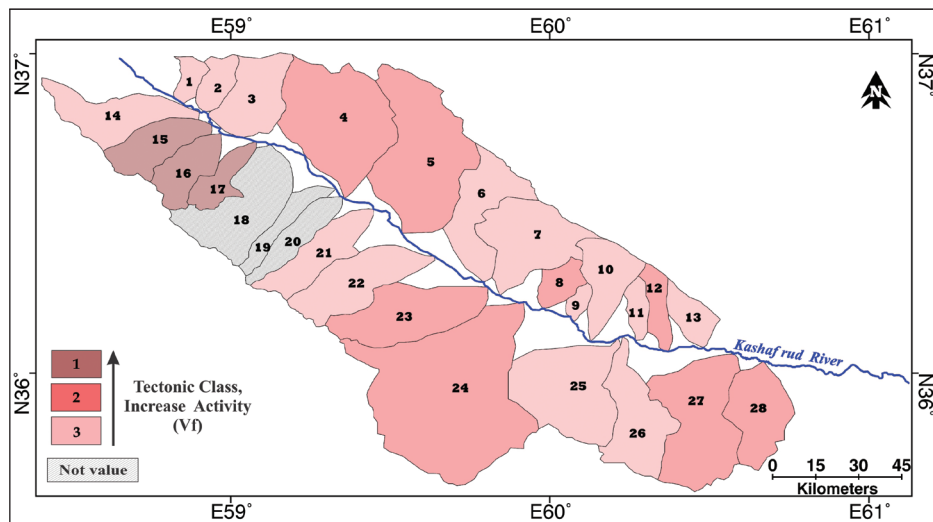 E59° E60° E61°
N37° N37°
N
1 2 3 4 5 6 7 8 9 10 11 12 13
14 15 16 17 18 19 20 21 22 23 24 25 26 27 28
Kashaf rud River
N36° N36°
1
2
3
Tectonic Class,
Increase Activity
(Vf)
Not value
0 15 30 45
Kilometers
E59° E60° E61°